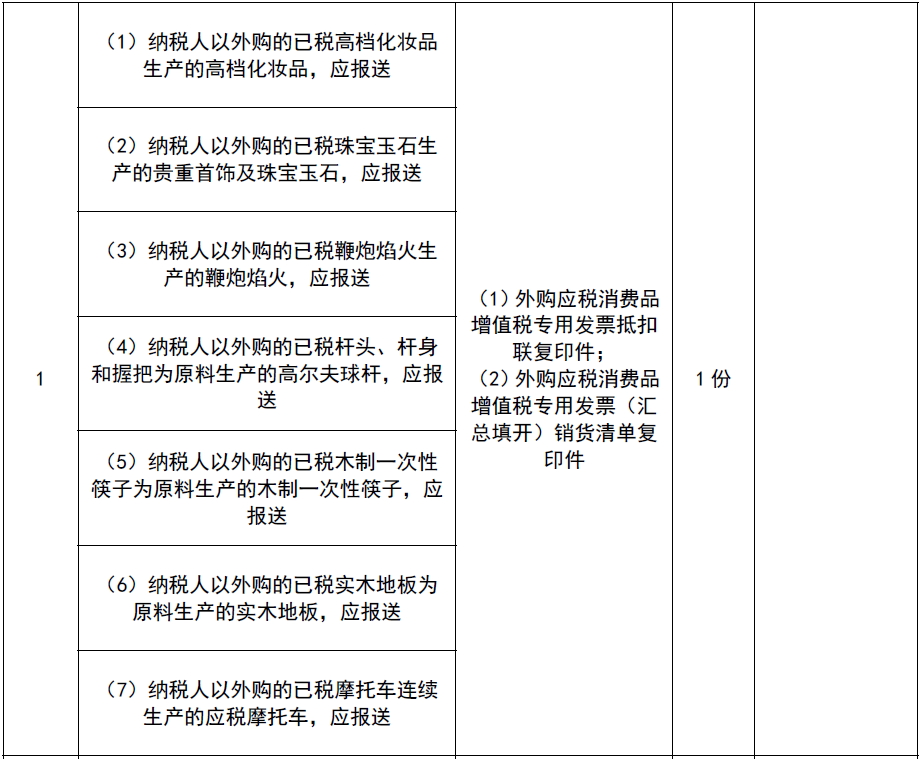 1
（1）纳税人以外购的已税高档化妆品
生产的高档化妆品，应报送
（2）纳税人以外购的已税珠宝玉石生
产的贵重首饰及珠宝玉石，应报送
（3）纳税人以外购的已税鞭炮焰火生
产的鞭炮焰火，应报送
（4）纳税人以外购的已税杆头、杆身
和握把为原料生产的高尔夫球杆，应报
送
（5）纳税人以外购的已税木制一次性
筷子为原料生产的木制一次性筷子，应
报送
（6）纳税人以外购的已税实木地板为
原料生产的实木地板，应报送
（7）纳税人以外购的已税摩托车连续
生产的应税摩托车，应报送
（1）外购应税消费品
增值税专用发票抵扣
联复印件；
（2）外购应税消费品
增值税专用发票（汇
总填开）销货清单复
印件
1份